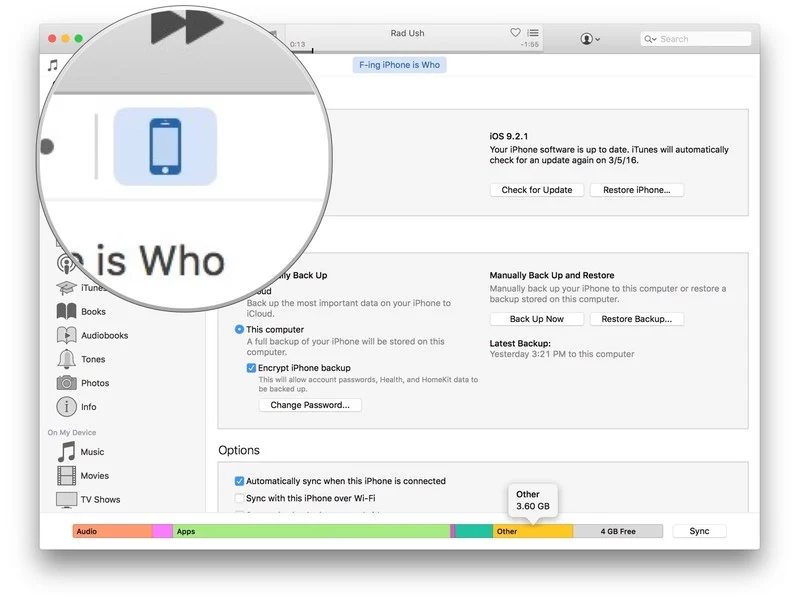 Rad Ush
0:13
-1:55
Search
F-ing iPhone is Who
is Who
iOS 9.2.1
Your iPhone software is up to date. iTunes will automatically
check for an update again on 3/5/16.
Check for Update
Restore iPhone...
Back Up
Back up the most important data on your iPhone to
iCloud.
This computer
A full backup of your iPhone will be stored on this
computer.
Encrypt iPhone backup
This will allow account passwords, Health, and HomeKit data to
be backed up.
Change Password...
Manually Back Up and Restore
Manually back up your iPhone to this computer or restore a
backup stored on this computer.
Back Up Now
Restore Backup...
Latest Backup:
Yesterday 3:21 PM to this computer
Books
Audiobooks
Tones
Photos
Info
On My Device
Music
Movies
TV Shows
Options
Automatically sync when this iPhone is connected
Sync with this iPhone over Wi-Fi
Other
3.60 GB
Audio
Apps
Other
4 GB Free
Sync